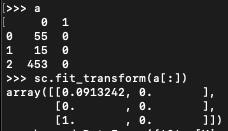 [>>> a
0 1
0 55 0
1 15 0
2 453 0
>>> sc.fit_transform(a[:])
array([[0.0913242, 0. ],
[0. , 0. ],
[1. , 0. ]])